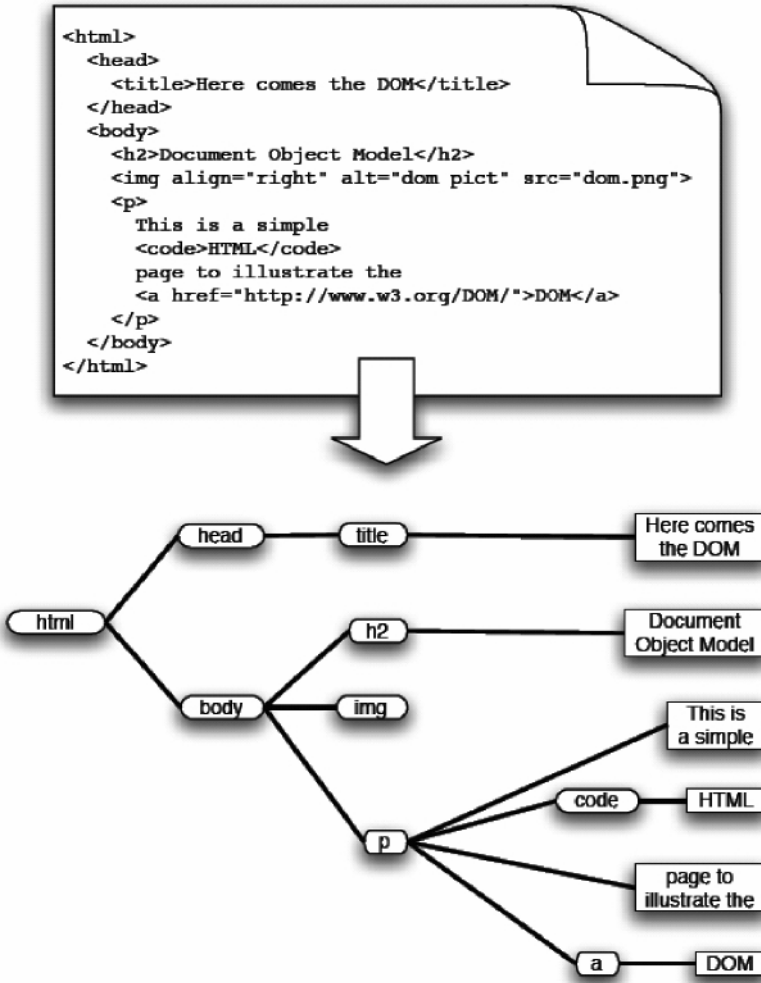 <html>
<head>
<title>Here comes the DOM</title>
</head>
<body>
<h2>Document Object Model</h2>
<img align="right" alt="dom pict" src="dom.png">
<p>
This is a simple
<code>HTML</code>
page to illustrate the
<a href="http://www.w3.org/DOM/">DOM</a>
</p>
</body>
</html>
head
title
Here comes
the DOM
html
h2
Document
Object Model
body
img
This is
a simple
code
HTML
p
page to
illustrate the
a
DOM